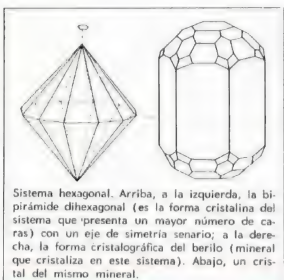 Sistema hexagonal. Arriba, a la izquierda, la bi-
pirámide dihexagonal (es la forma cristalina del
sistema que presenta un mayor número de ca-
ras) con un eje de simetría senario; a la dere-
cha, la forma cristalográfica del berilo (mineral
que cristaliza en este sistema). Abajo, un cris-
tal del mismo mineral.